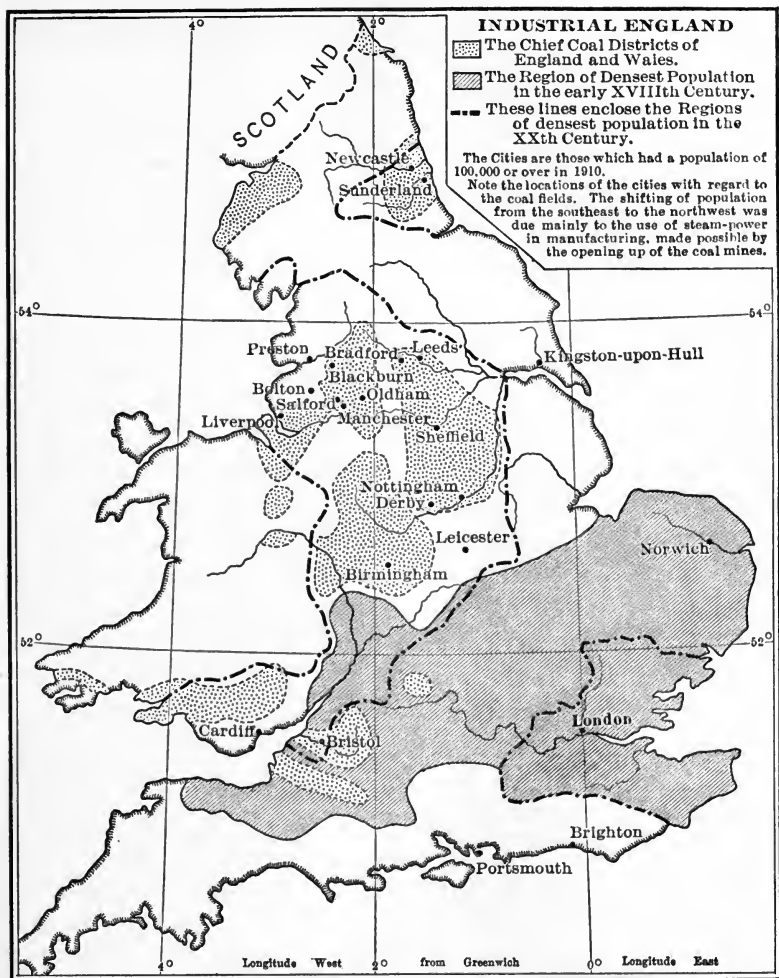 INDUSTRIAL ENGLAND
The Chief Coal Districts of
England and Wales.
The Region of Densest Population
in the early XVIIIth Century.
These lines enclose the Regions
of densest population in the
XXth Century.
The Cities are those which had a population of
100,000 or over in 1910.
Note the locations of the cities with regard to
the coal fields. The shifting of population
from the southeast to the northwest was
due mainly to the use of steam-power
in manufacturing, made possible by
the opening up of the coal mines.
4° 2°
SCOTLAND
Newcastle
Sunderland
54° 54°
Preston Bradford Leeds Kingston-upon-Hull
Blackburn
Bolton Oldham
Salford
Liverpool Manchester
Sheffield
Nottingham
Derby
Leicester Norwich
Birmingham
52° 52°
Cardiff Bristol London
Brighton
Portsmouth
Longitude West from Greenwich Longitude East
4° 2° 0°